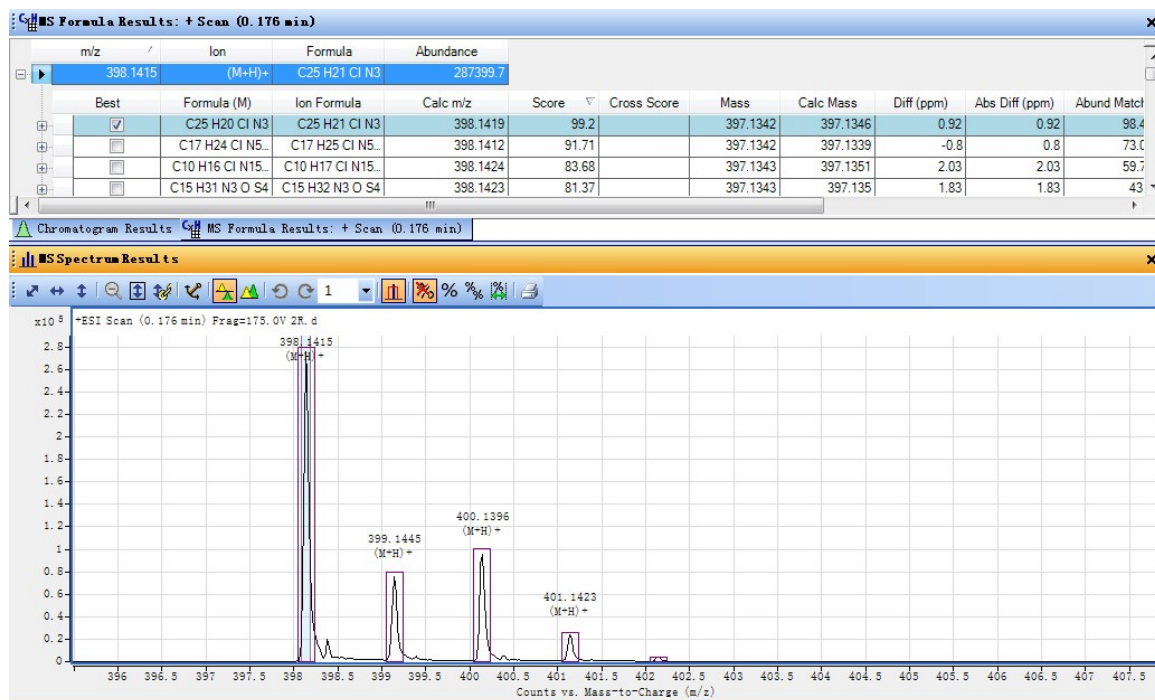 MS Formula Results: + Scan (0.176 min)
m/z Ion Formula Abundance
398.1415 (M+H)+ C25 H21 Cl N3 287399.7
Best Formula (M) Ion Formula Calc m/z Score Cross Score Mass Calc Mass Diff (ppm) Abs Diff (ppm) Abund Match
C25 H20 Cl N3 C25 H21 Cl N3 398.1419 99.2 397.1342 397.1346 0.92 0.92 98.4
C17 H24 Cl N5... C17 H25 Cl N5... 398.1412 91.71 397.1342 397.1339 -0.8 0.8 73.0
C10 H16 Cl N15... C10 H17 Cl N15... 398.1424 83.68 397.1343 397.1351 2.03 2.03 59.7
C15 H31 N3 O S4 C15 H32 N3 O S4 398.1423 81.37 397.1343 397.135 1.83 1.83 43
Chromatogram Results MS Formula Results: + Scan (0.176 min)
MS Spectrum Results
1
x10 5 +ESI Scan (0.176 min) Frag=175.0V 2R.d
398.1415
(M+H)+
400.1396
(M+H)+
399.1445
(M+H)+
401.1423
(M+H)+
2.8
2.6
2.4
2.2
2
1.8
1.6
1.4
1.2
1
0.8
0.6
0.4
0.2
0
396 396.5 397 397.5 398 398.5 399 399.5 400 400.5 401 401.5 402 402.5 403 403.5 404 404.5 405 405.5 406 406.5 407 407.5
Counts vs. Mass-to-Charge (m/z)